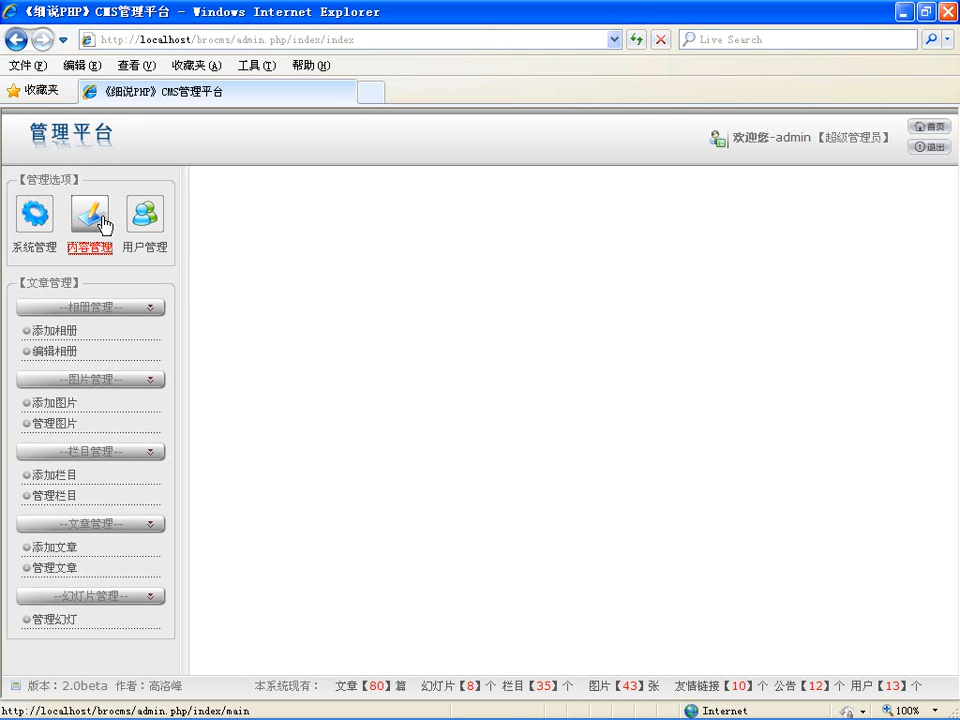 《细说PHP》CMS管理平台 - Windows Internet Explorer
http://localhost/brocms/admin.php/index/index
Live Search
文件(F) 编辑(E) 查看(V) 收藏夹(A) 工具(T) 帮助(H)
收藏夹 《细说PHP》CMS管理平台
管理平台
欢迎您-admin 【超级管理员】
首页
退出
【管理选项】
系统管理 内容管理 用户管理
【文章管理】
--相册管理--
添加相册
编辑相册
--图片管理--
添加图片
管理图片
--栏目管理--
添加栏目
管理栏目
--文章管理--
添加文章
管理文章
--幻灯片管理--
管理幻灯
版本：2.0beta 作者：高洛峰 本系统现有： 文章【80】篇 幻灯片【8】个 栏目【35】个 图片【43】张 友情链接【10】个 公告【12】个 用户【13】个
http://localhost/brocms/admin.php/index/main Internet 100%